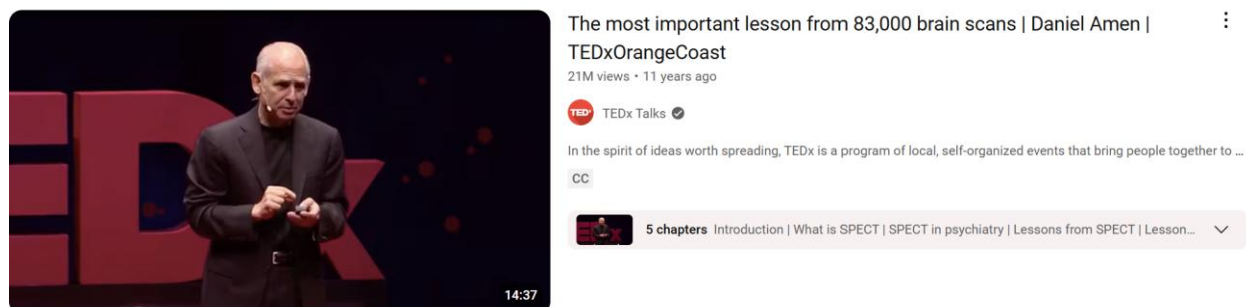 EDx
14:37
The most important lesson from 83,000 brain scans | Daniel Amen |
TEDxOrangeCoast
21M views • 11 years ago
TEDx
TEDx Talks
In the spirit of ideas worth spreading, TEDx is a program of local, self-organized events that bring people together to ...
CC
EDx
5 chapters Introduction | What is SPECT | SPECT in psychiatry | Lessons from SPECT | Lesson...